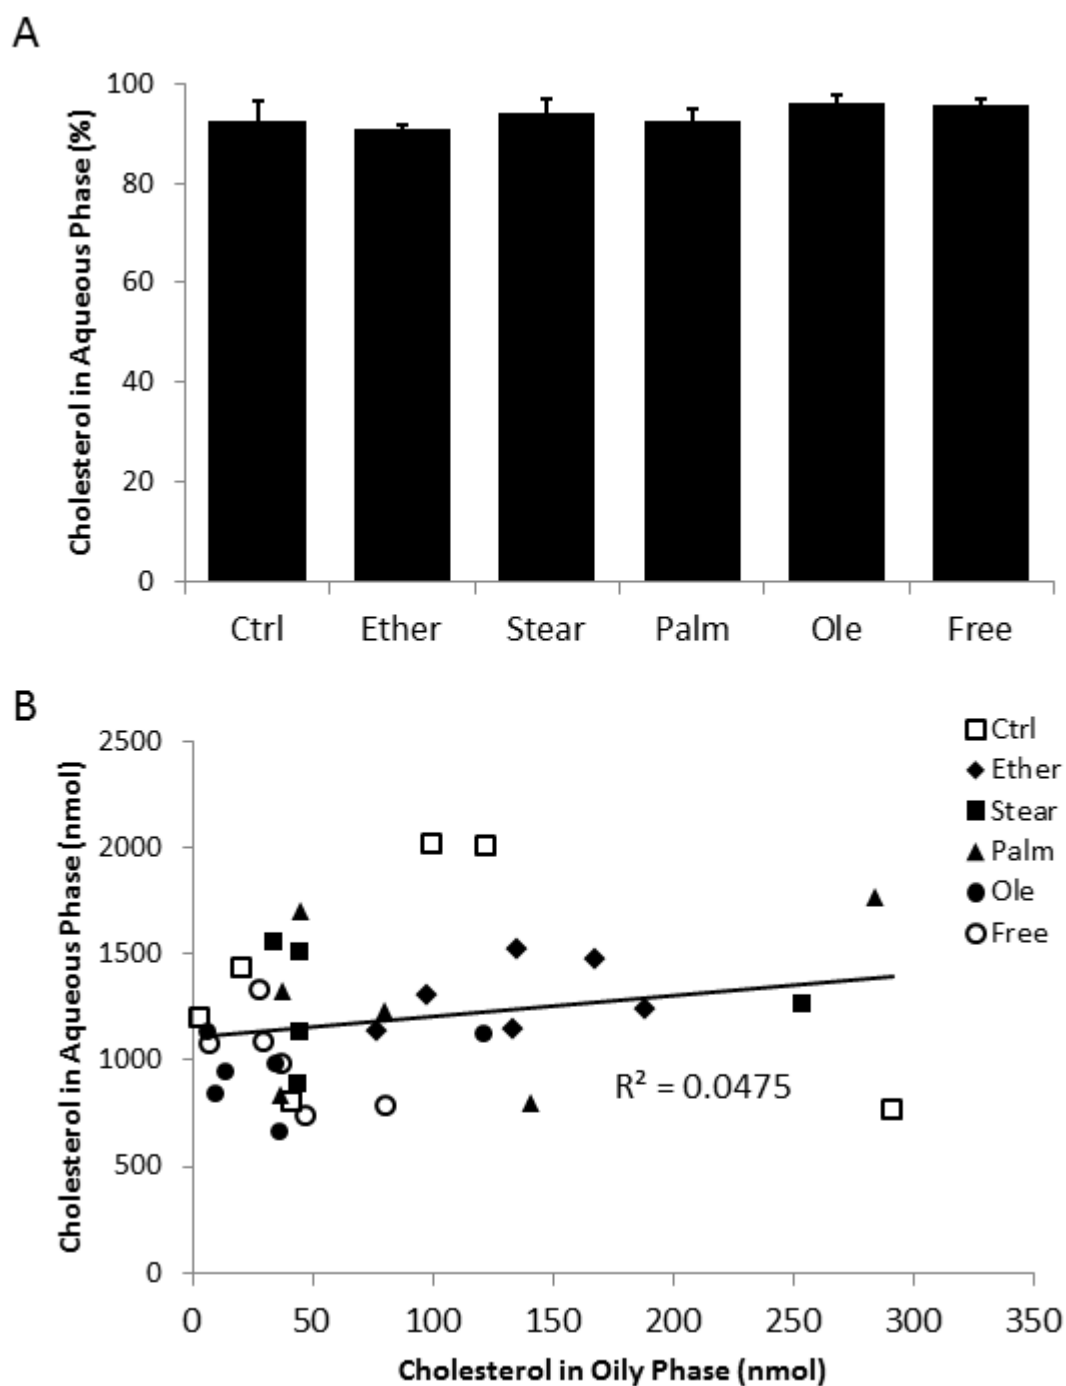 A
Cholesterol in Aqueous Phase (%)
100
80
60
40
20
0
Ctrl Ether Stear Palm Ole Free
B
Cholesterol in Aqueous Phase (nmol)
2500
2000
1500
1000
500
0
0 50 100 150 200 250 300 350
Cholesterol in Oily Phase (nmol)
R² = 0.0475
Ctrl
Ether
Stear
Palm
Ole
Free